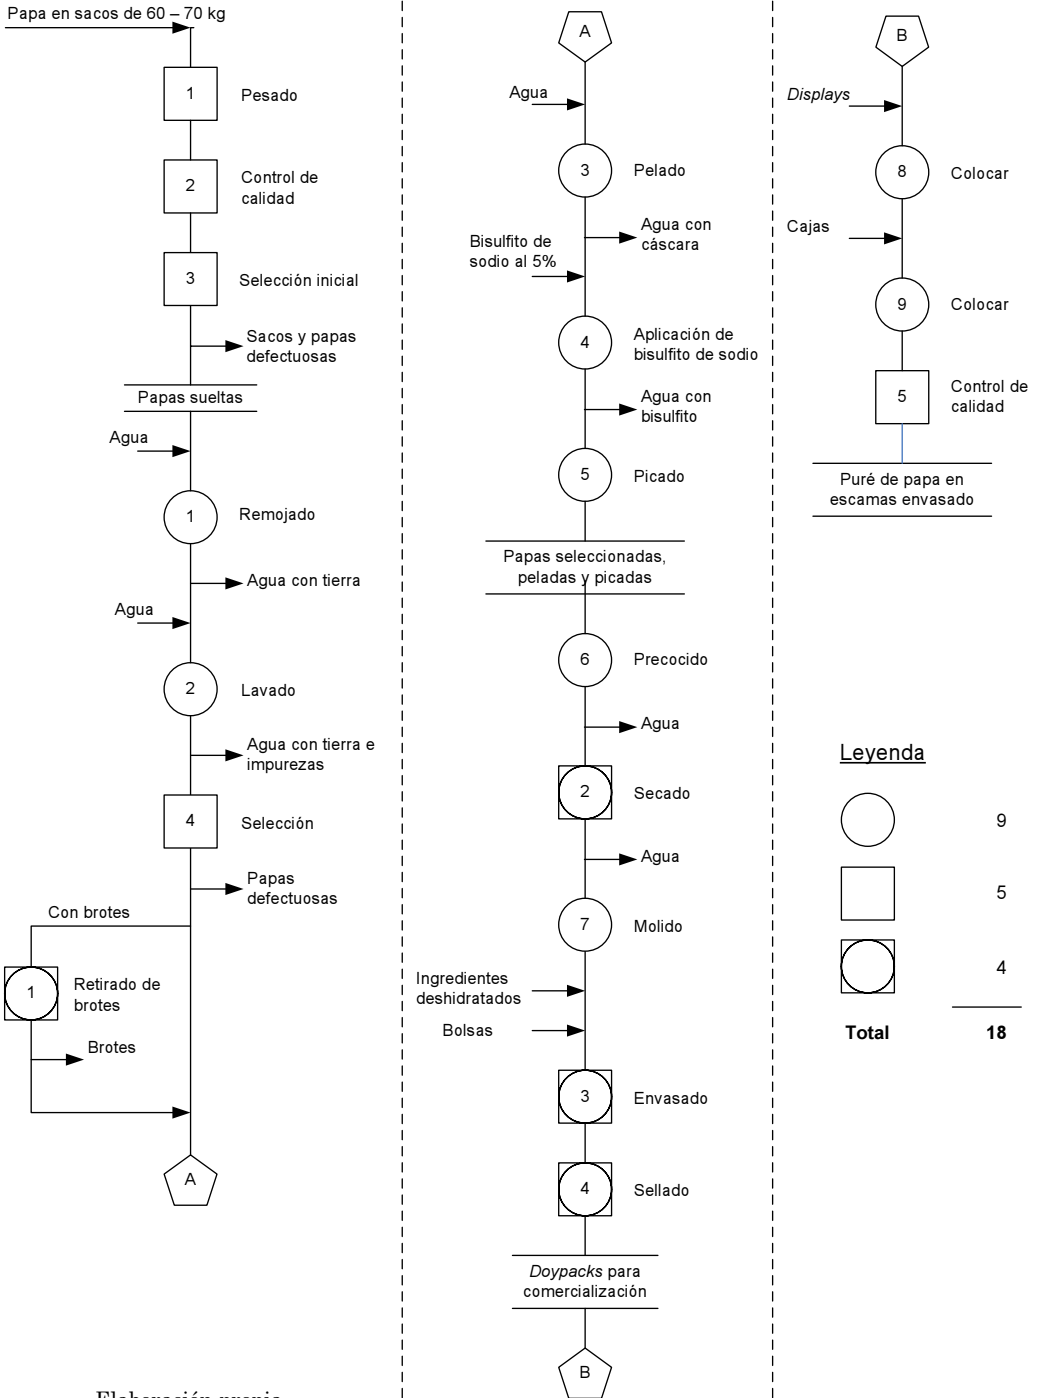 Papa en sacos de 60 – 70 kg
1
Pesado
2
Control de
calidad
3
Selección inicial
Sacos y papas
defectuosas
Papas sueltas
Agua
1
Remojado
Agua con tierra
Agua
2
Lavado
Agua con tierra e
impurezas
4
Selección
Papas
defectuosas
Con brotes
1
Retirado de
brotes
Brotes
A
A
Agua
3
Pelado
Agua con
cáscara
Bisulfito de
sodio al 5%
4
Aplicación de
bisulfito de sodio
Agua con
bisulfito
5
Picado
Papas seleccionadas,
peladas y picadas
6
Precocido
Agua
2
Secado
Agua
7
Molido
Ingredientes
deshidratados
Bolsas
3
Envasado
4
Sellado
Doypacks para
comercialización
B
B
Displays
8
Colocar
Cajas
9
Colocar
5
Control de
calidad
Puré de papa en
escamas envasado
Leyenda
9
5
4
Total 18
Elaboración propia